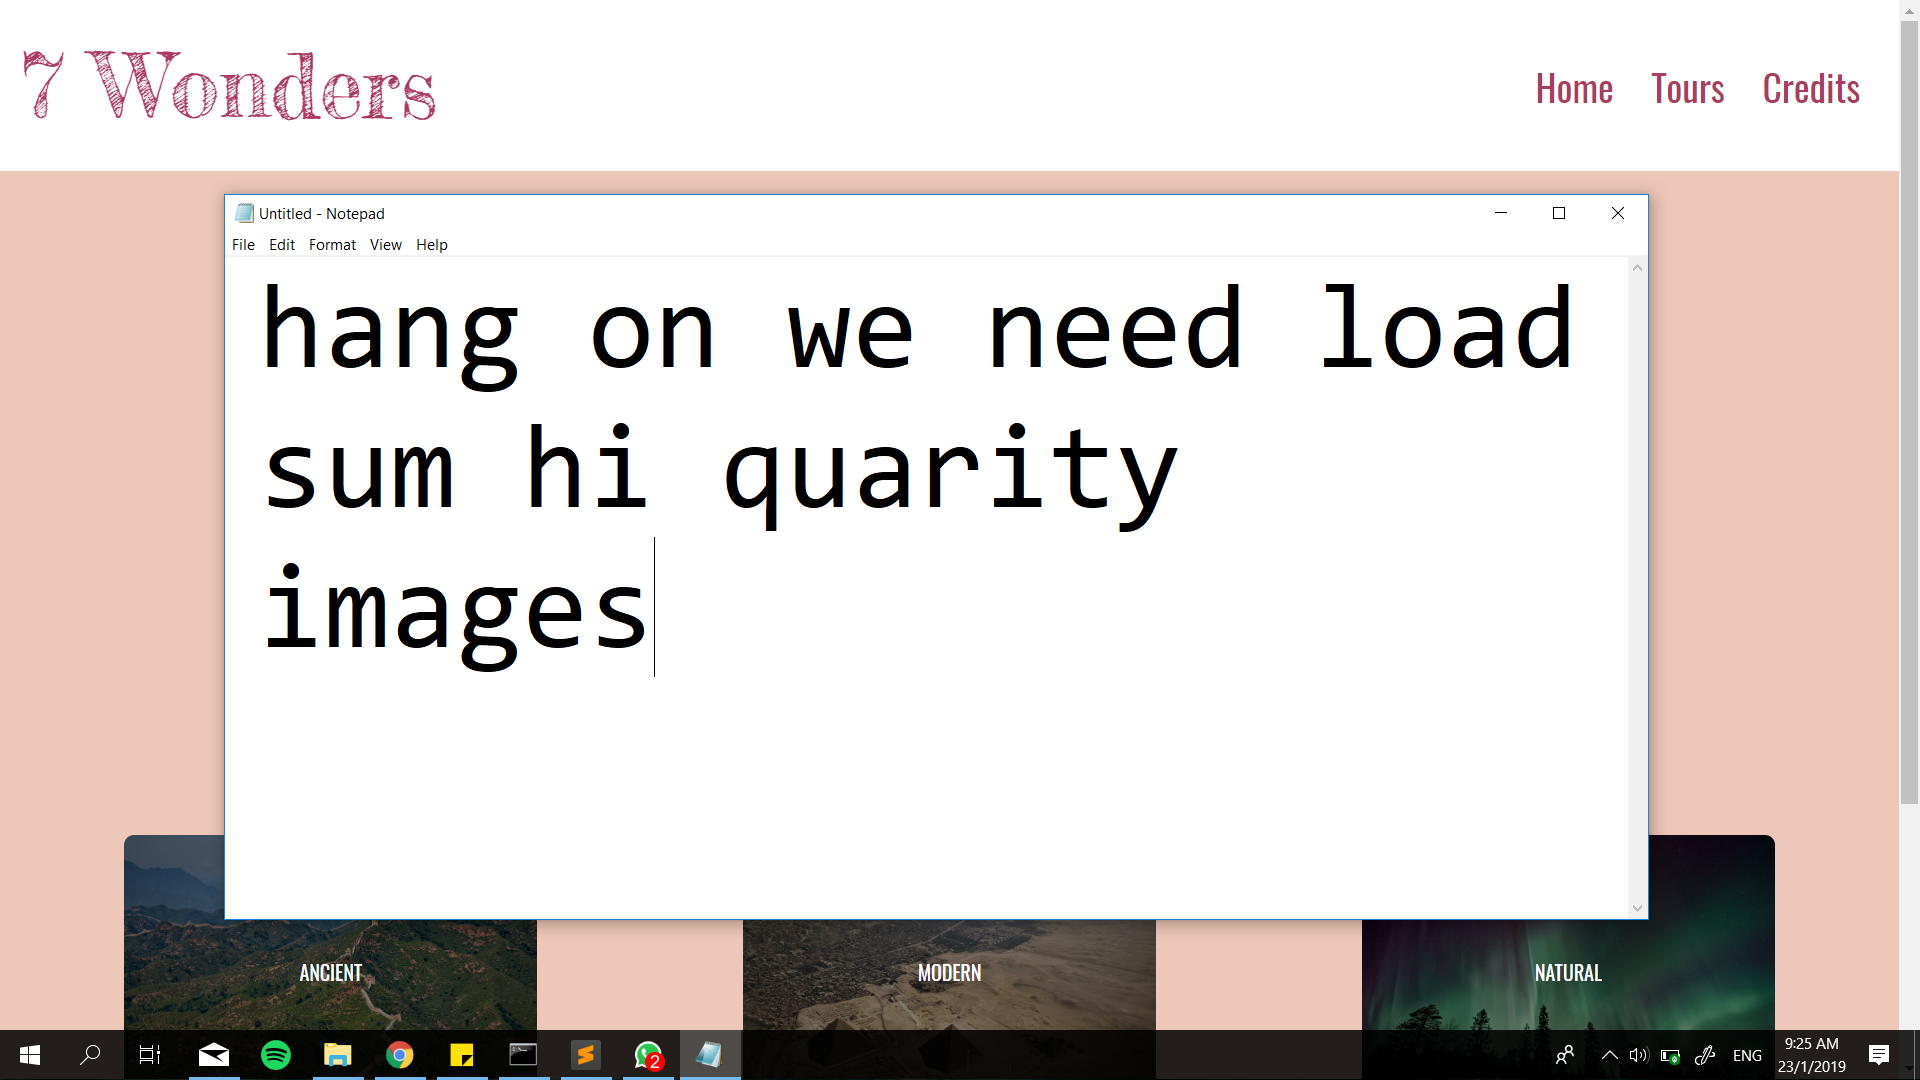 7 Wonders
Home Tours Credits
Untitled - Notepad
File Edit Format View Help
hang on we need load
sum hi quarity
images
ANCIENT MODERN NATURAL
2
ENG
9:25 AM
23/1/2019